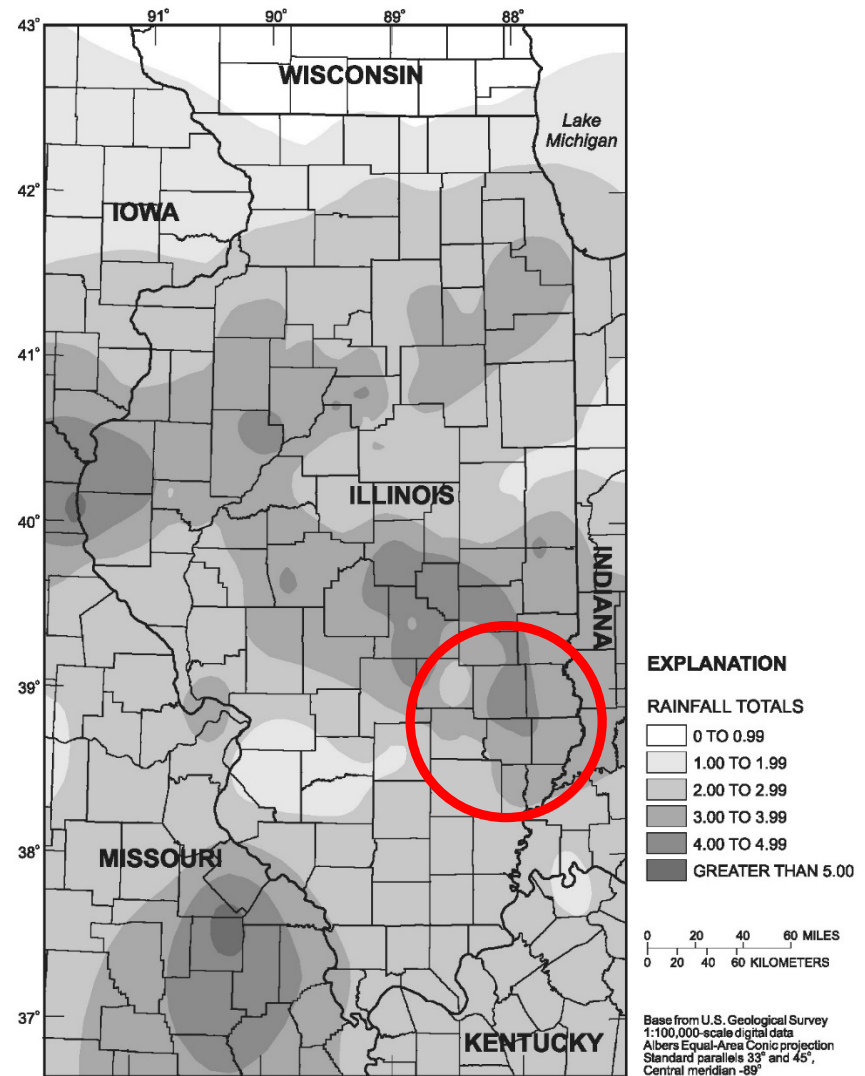 91° 90° 89° 88°
43°
WISCONSIN
Lake
Michigan
42°
IOWA
41°
ILLINOIS
40°
INDIANA
39°
38°
MISSOURI
37°
KENTUCKY
EXPLANATION
RAINFALL TOTALS
0 TO 0.99
1.00 TO 1.99
2.00 TO 2.99
3.00 TO 3.99
4.00 TO 4.99
GREATER THAN 5.00
0 20 40 60 MILES
0 20 40 60 KILOMETERS
Base from U.S. Geological Survey
1:100,000-scale digital data
Albers Equal-Area Conic projection
Standard parallels 33° and 45°,
Central meridian -89°